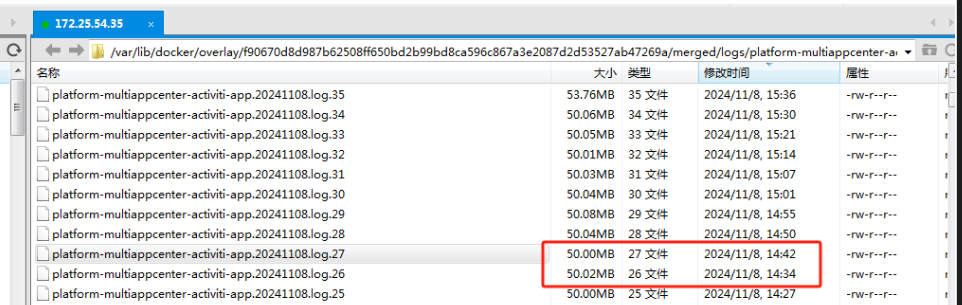 172.25.54.35 ×
/var/lib/docker/overlay/f90670d8d987b62508ff650bd2b99bd8ca596c867a3e2087d2d53527ab47269a/merged/logs/platform-multiappcenter-a
名称 大小 类型 修改时间 属性
platform-multiappcenter-activiti-app.20241108.log.35 53.76MB 35 文件 2024/11/8, 15:36 -rw-r--r--
platform-multiappcenter-activiti-app.20241108.log.34 50.06MB 34 文件 2024/11/8, 15:30 -rw-r--r--
platform-multiappcenter-activiti-app.20241108.log.33 50.05MB 33 文件 2024/11/8, 15:21 -rw-r--r--
platform-multiappcenter-activiti-app.20241108.log.32 50.01MB 32 文件 2024/11/8, 15:14 -rw-r--r--
platform-multiappcenter-activiti-app.20241108.log.31 50.03MB 31 文件 2024/11/8, 15:07 -rw-r--r--
platform-multiappcenter-activiti-app.20241108.log.30 50.04MB 30 文件 2024/11/8, 15:01 -rw-r--r--
platform-multiappcenter-activiti-app.20241108.log.29 50.08MB 29 文件 2024/11/8, 14:55 -rw-r--r--
platform-multiappcenter-activiti-app.20241108.log.28 50.04MB 28 文件 2024/11/8, 14:50 -rw-r--r--
platform-multiappcenter-activiti-app.20241108.log.27 50.00MB 27 文件 2024/11/8, 14:42 -rw-r--r--
platform-multiappcenter-activiti-app.20241108.log.26 50.02MB 26 文件 2024/11/8, 14:34 -rw-r--r--
platform-multiappcenter-activiti-app.20241108.log.25 50.00MB 25 文件 2024/11/8, 14:27 -rw-r--r--